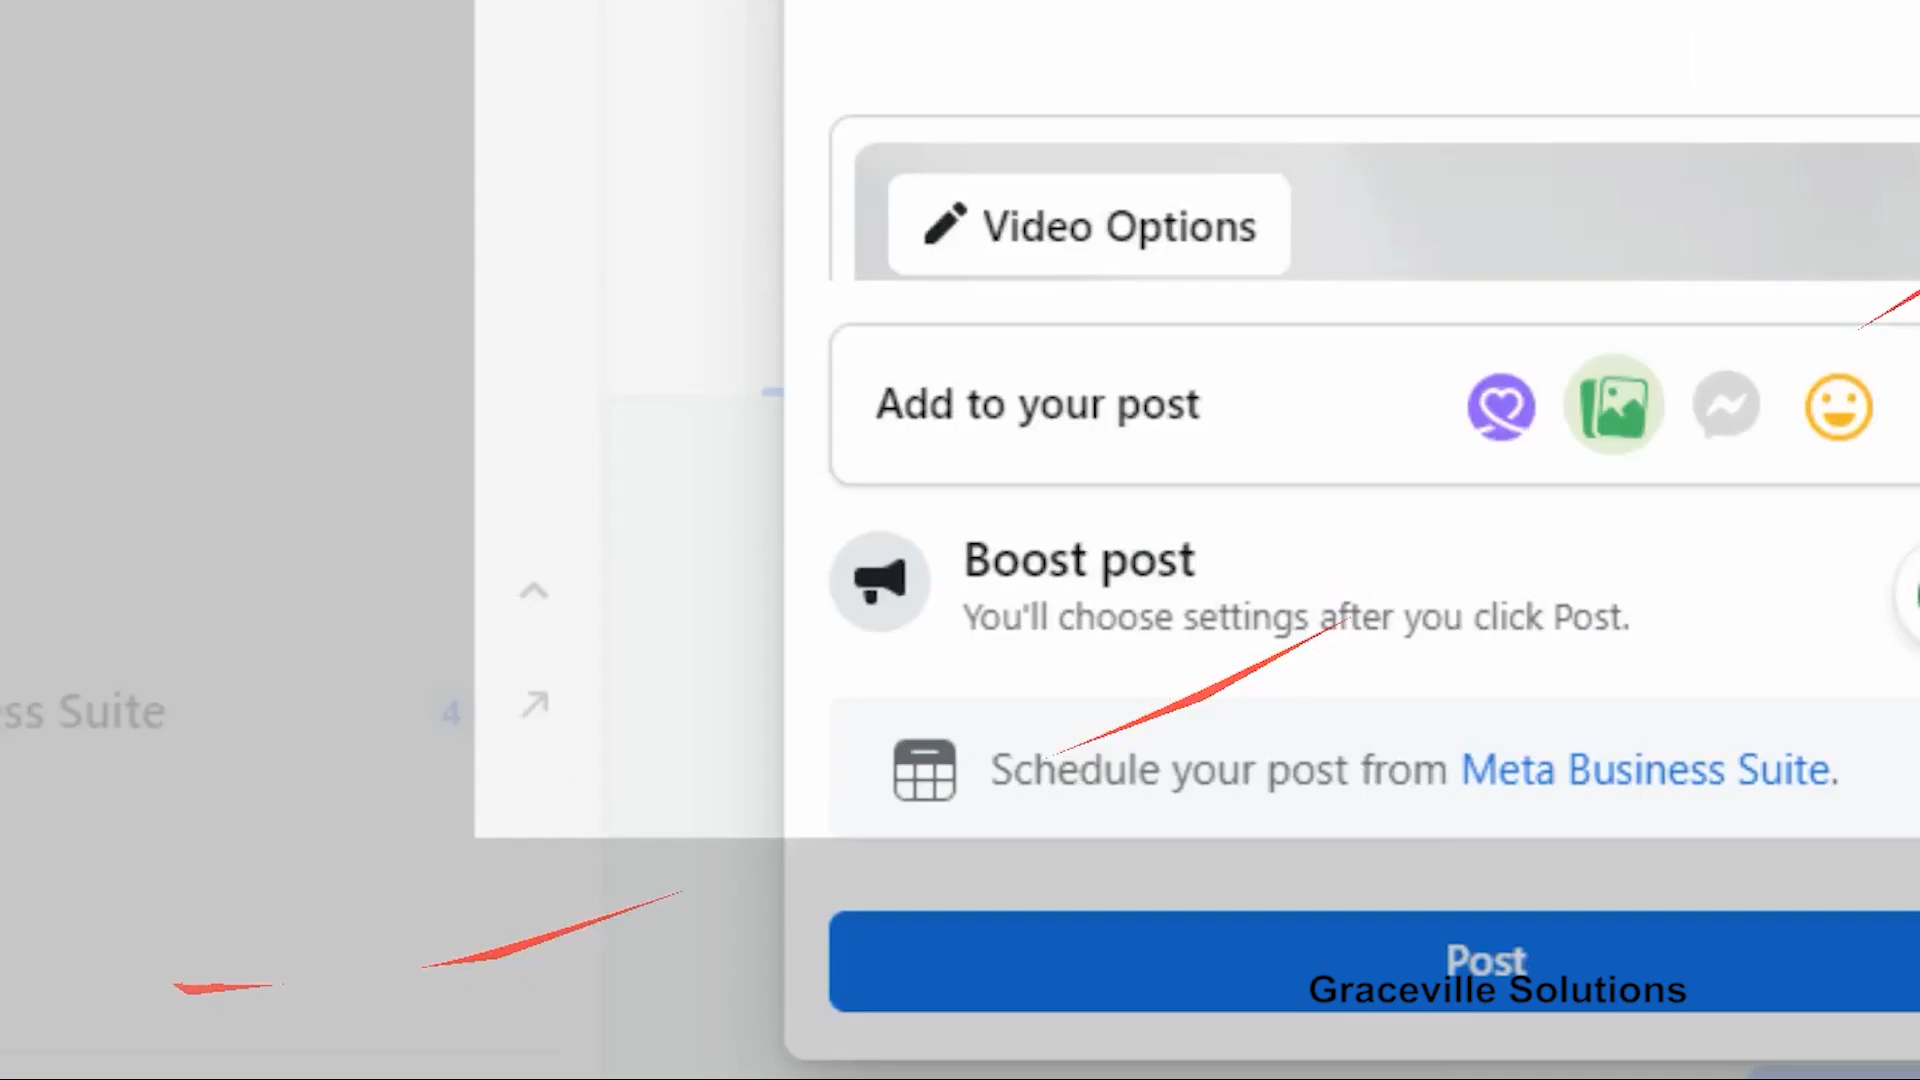 Video Options
Add to your post
Boost post
You'll choose settings after you click Post.
ss Suite
4
Schedule your post from Meta Business Suite.
Post
Graceville Solutions